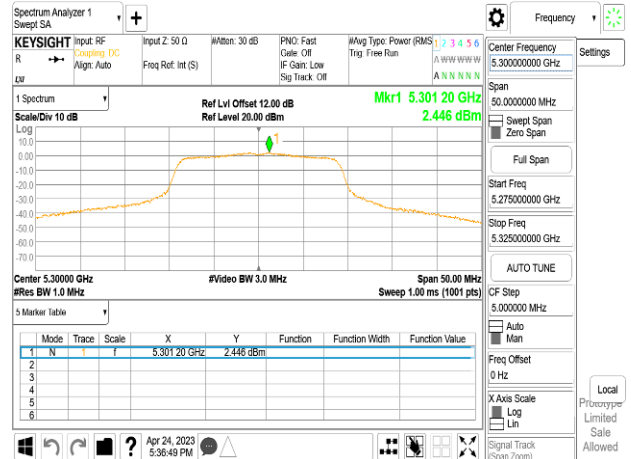 Spectrum Analyzer 1
Swept SA
+
Frequency
KEYSIGHT
R
Input: RF
Coupling: DC
Align: Auto
Input Z: 50 Ω
Freq Ref: Int (S)
#Atten: 30 dB
PNO: Fast
Gate: Off
IF Gain: Low
Sig Track: Off
#Avg Type: Power (RMS
Trig: Free Run
1 2 3 4 5 6
A W W W W W
A N N N N N
Settings
Center Frequency
5.300000000 GHz
Span
50.0000000 MHz
Swept Span
Zero Span
Full Span
Start Freq
5.275000000 GHz
Stop Freq
5.325000000 GHz
AUTO TUNE
CF Step
5.000000 MHz
Auto
Man
Freq Offset
0 Hz
X Axis Scale
Log
Lin
Signal Track
(Span Zoom)
Local
Prototype
Limited
Sale
Allowed
1 Spectrum
Scale/Div 10 dB
Ref Lvl Offset 12.00 dB
Ref Level 20.00 dBm
Mkr1 5.301 20 GHz
2.446 dBm
Log
10.0
0.00
-10.0
-20.0
-30.0
-40.0
-50.0
-60.0
-70.0
1
Center 5.30000 GHz
#Res BW 1.0 MHz
#Video BW 3.0 MHz
Span 50.00 MHz
Sweep 1.00 ms (1001 pts)
5 Marker Table
Mode Trace Scale X Y Function Function Width Function Value
1 N 1 f 5.301 20 GHz 2.446 dBm
2
3
4
5
6
?
Apr 24, 2023
5:36:49 PM